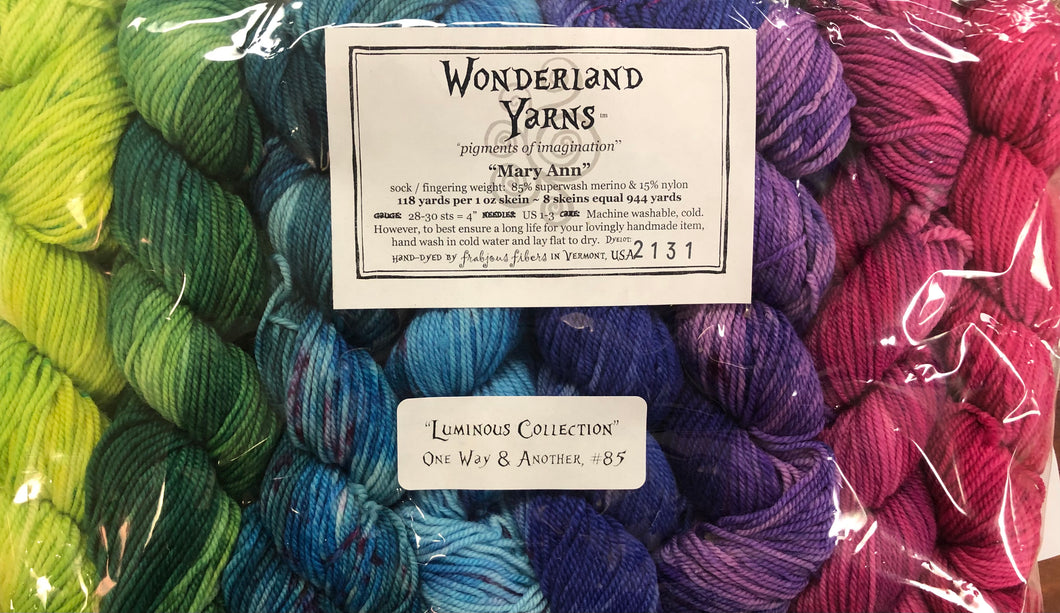 Wonderland
Yarns™
"pigments of imagination"
"Mary Ann"
sock / fingering weight: 85% superwash merino & 15% nylon
118 yards per 1 oz skein ~ 8 skeins equal 944 yards
GAUGE: 28-30 sts = 4" NEEDLES: US 1-3 CARE: Machine washable, cold.
However, to best ensure a long life for your lovingly handmade item,
hand wash in cold water and lay flat to dry. DYELOT:
HAND-DYED BY frabjous fibers IN VERMONT, USA 2131
"LUMINOUS COLLECTION"
ONE WAY & ANOTHER, #85